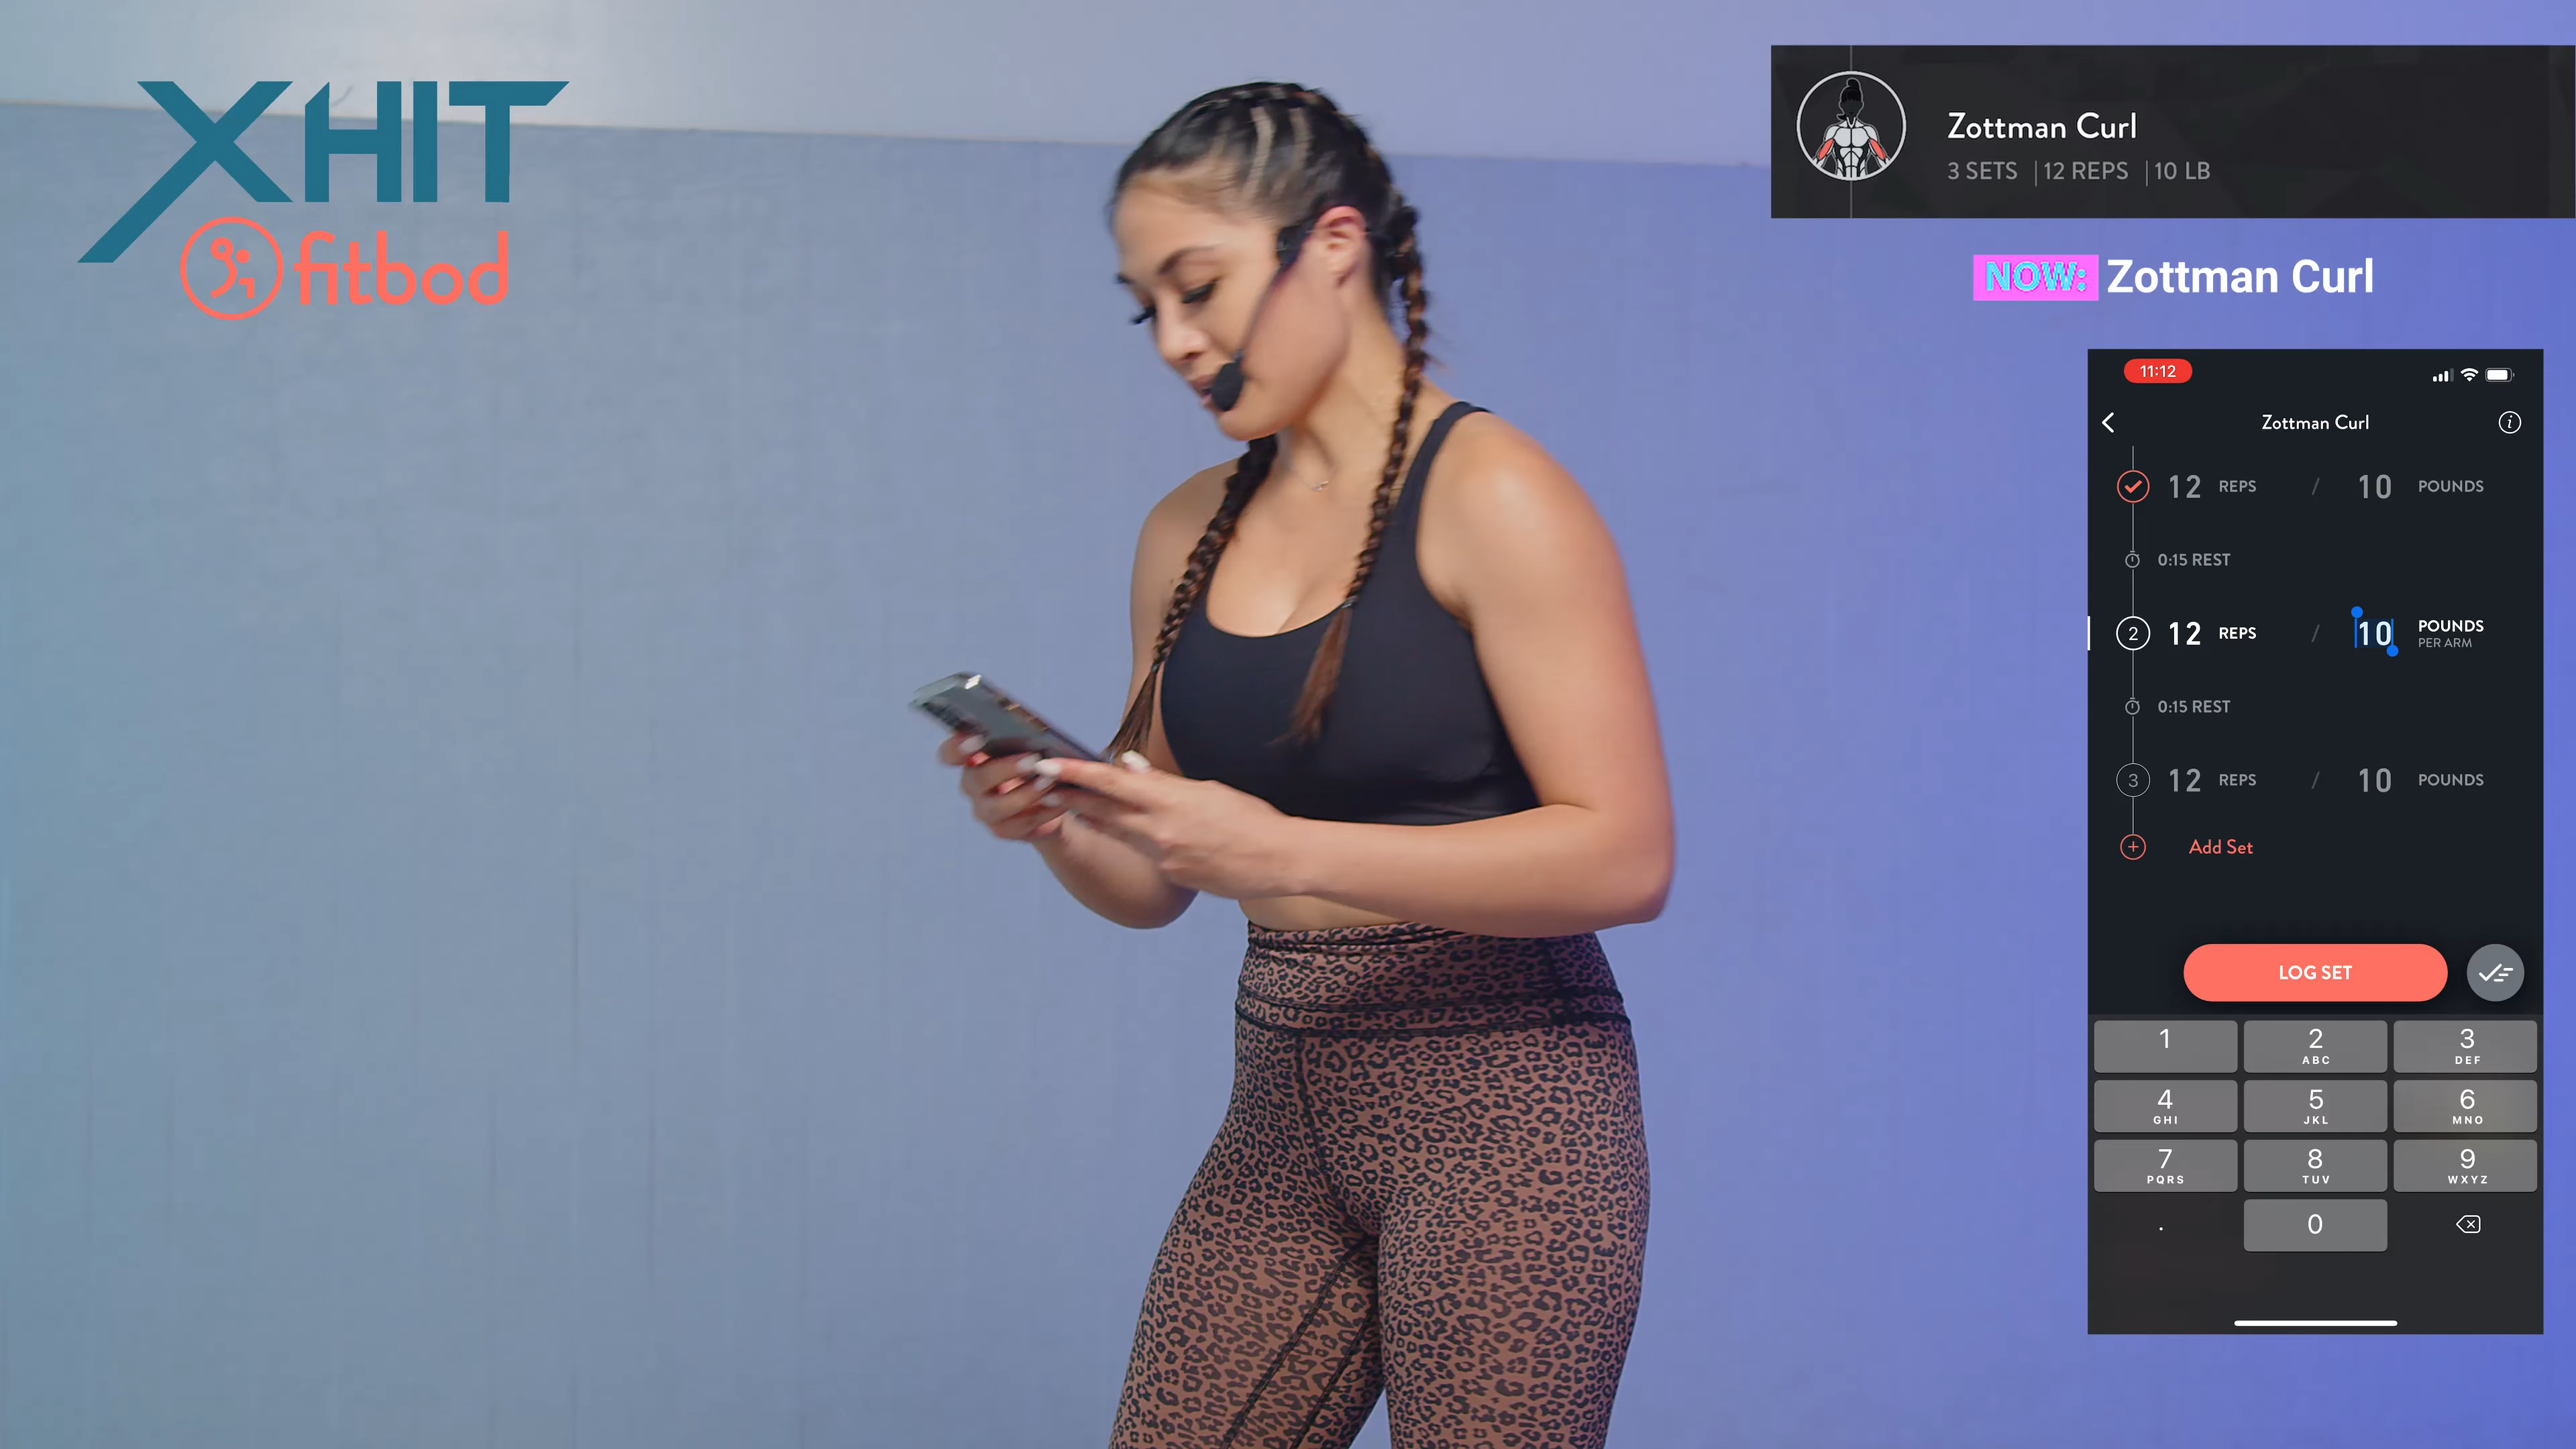 XHIT
fitbod
Zottman Curl
3 SETS | 12 REPS | 10 LB
NOW: Zottman Curl
11:12
Zottman Curl
12 REPS / 10 POUNDS
0:15 REST
2 12 REPS / 10 POUNDS
PER ARM
0:15 REST
3 12 REPS / 10 POUNDS
+ Add Set
LOG SET
1 2 3
ABC DEF
4 5 6
GHI JKL MNO
7 8 9
PQRS TUV WXYZ
. 0